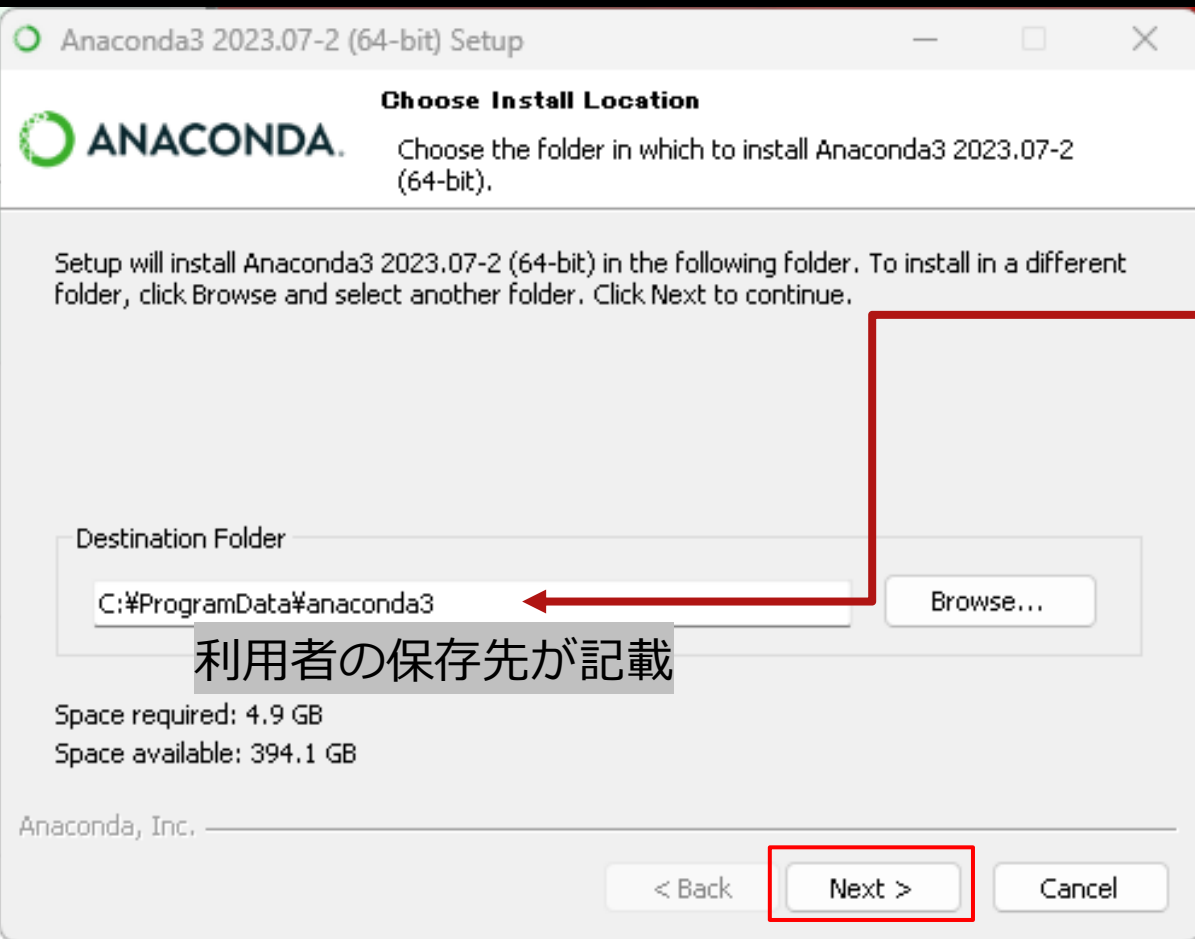 Anaconda3 2023.07-2 (64-bit) Setup
Choose Install Location
ANACONDA.
Choose the folder in which to install Anaconda3 2023.07-2
(64-bit).
Setup will install Anaconda3 2023.07-2 (64-bit) in the following folder. To install in a different
folder, click Browse and select another folder. Click Next to continue.
Destination Folder
C:¥ProgramData¥anaconda3
Browse...
利用者の保存先が記載
Space required: 4.9 GB
Space available: 394.1 GB
Anaconda, Inc.
< Back
Next >
Cancel